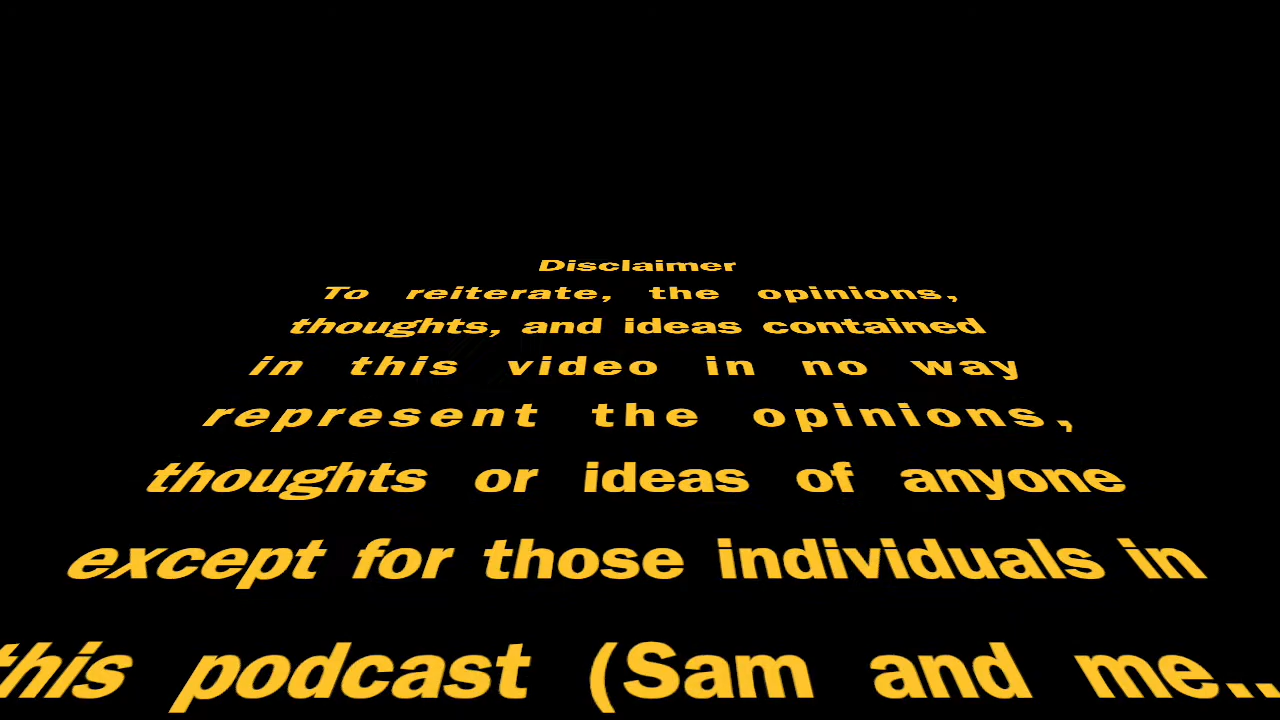 Disclaimer
To reiterate, the opinions,
thoughts, and ideas contained
in this video in no way
represent the opinions,
thoughts or ideas of anyone
except for those individuals in
this podcast (Sam and me..